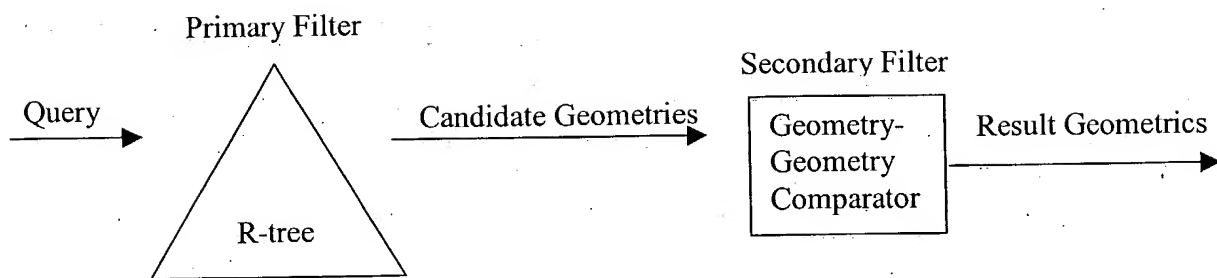 Primary Filter
Secondary Filter
Query
Candidate Geometries
Geometry-
Geometry
Comparator
Result Geometrics
R-tree